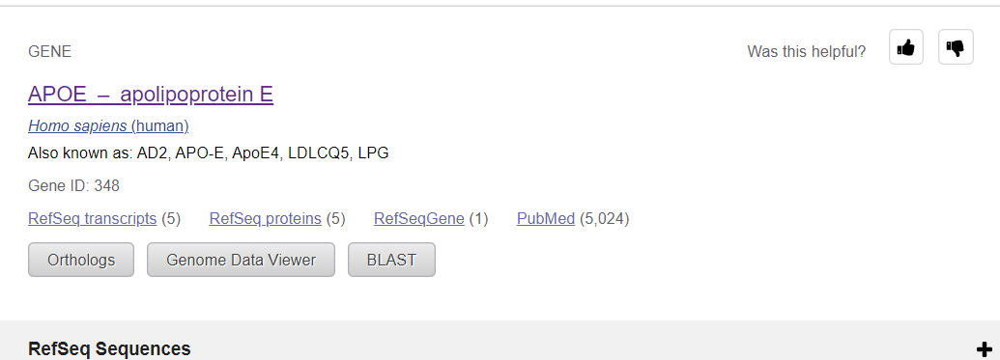 GENE
Was this helpful?
APOE – apolipoprotein E
Homo sapiens (human)
Also known as: AD2, APO-E, ApoE4, LDLCQ5, LPG
Gene ID: 348
RefSeq transcripts (5) RefSeq proteins (5) RefSeqGene (1) PubMed (5,024)
Orthologs Genome Data Viewer BLAST
RefSeq Sequences